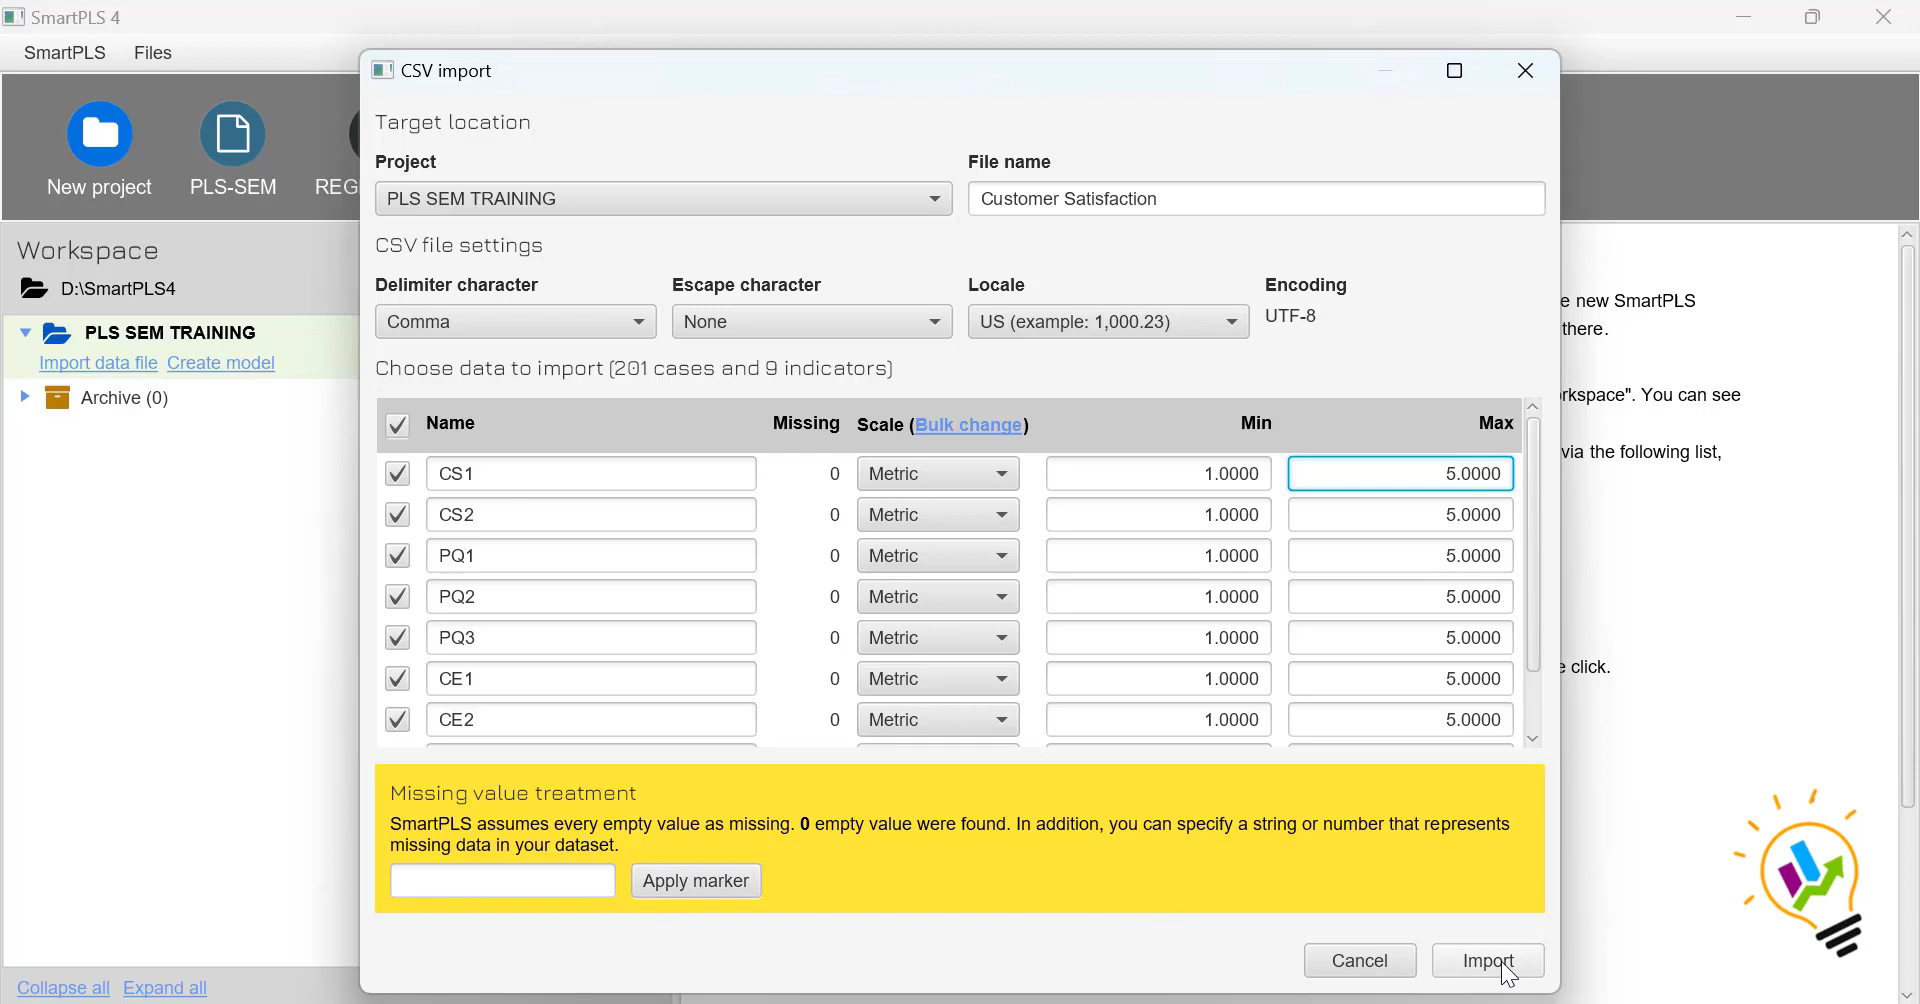 SmartPLS 4
SmartPLS Files
New project PLS-SEM REG
Workspace
D:\SmartPLS4
PLS SEM TRAINING
Import data file Create model
Archive (0)
Collapse all Expand all
CSV import
Target location
Project File name
PLS SEM TRAINING Customer Satisfaction
CSV file settings
Delimiter character Escape character Locale Encoding
Comma None US (example: 1,000.23) UTF-8
Choose data to import (201 cases and 9 indicators)
Name Missing Scale (Bulk change) Min Max
CS1 0 Metric 1.0000 5.0000
CS2 0 Metric 1.0000 5.0000
PQ1 0 Metric 1.0000 5.0000
PQ2 0 Metric 1.0000 5.0000
PQ3 0 Metric 1.0000 5.0000
CE1 0 Metric 1.0000 5.0000
CE2 0 Metric 1.0000 5.0000
Missing value treatment
SmartPLS assumes every empty value as missing. 0 empty value were found. In addition, you can specify a string or number that represents
missing data in your dataset.
Apply marker
Cancel Import
e new SmartPLS
there.
rkspace". You can see
via the following list,
e click.